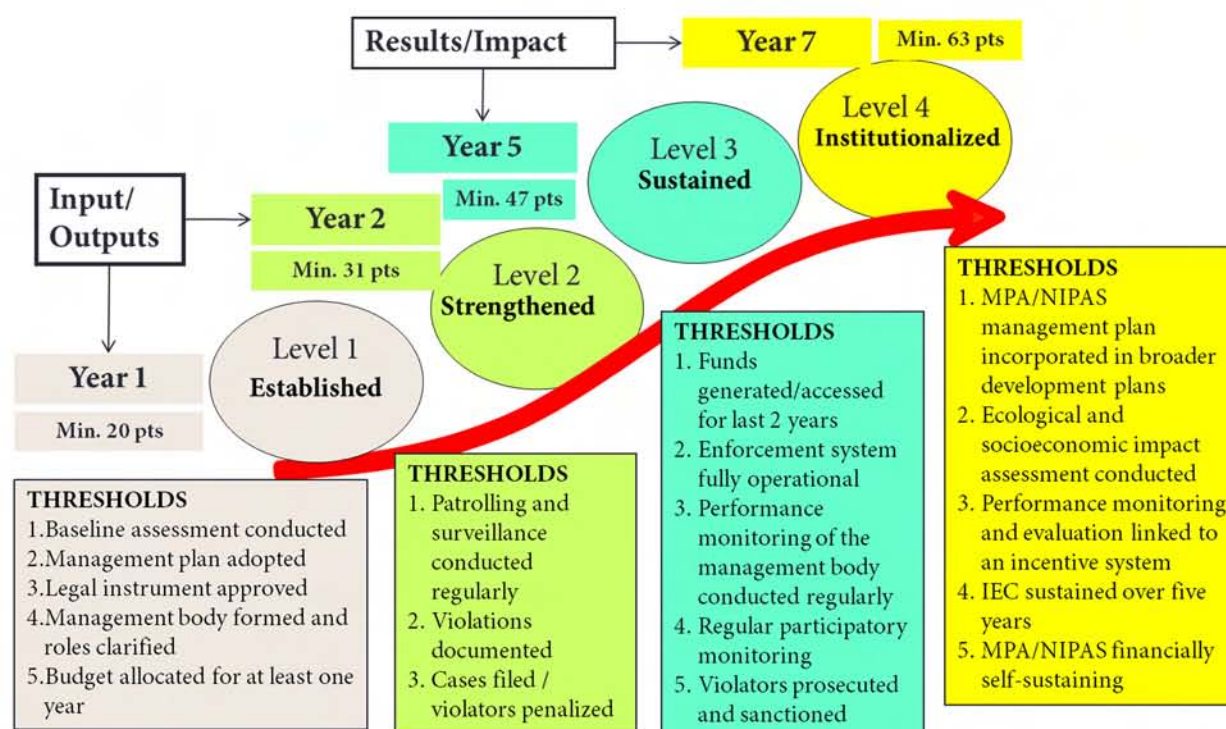 Results/Impact
Year 7
Min. 63 pts
Level 4
Institutionalized
Year 5
Min. 47 pts
Level 3
Sustained
Input/
Outputs
Year 2
Min. 31 pts
Level 2
Strengthened
Year 1
Min. 20 pts
Level 1
Established
THRESHOLDS
1.Baseline assessment conducted
2.Management plan adopted
3.Legal instrument approved
4.Management body formed and
roles clarified
5.Budget allocated for at least one
year
THRESHOLDS
1. Patrolling and
surveillance
conducted
regularly
2. Violations
documented
3. Cases filed /
violators penalized
THRESHOLDS
1. Funds
generated/accessed
for last 2 years
2. Enforcement system
fully operational
3. Performance
monitoring of the
management body
conducted regularly
4. Regular participatory
monitoring
5. Violators prosecuted
and sanctioned
THRESHOLDS
1. MPA/NIPAS
management plan
incorporated in broader
development plans
2. Ecological and
socioeconomic impact
assessment conducted
3. Performance monitoring
and evaluation linked to
an incentive system
4. IEC sustained over five
years
5. MPA/NIPAS financially
self-sustaining